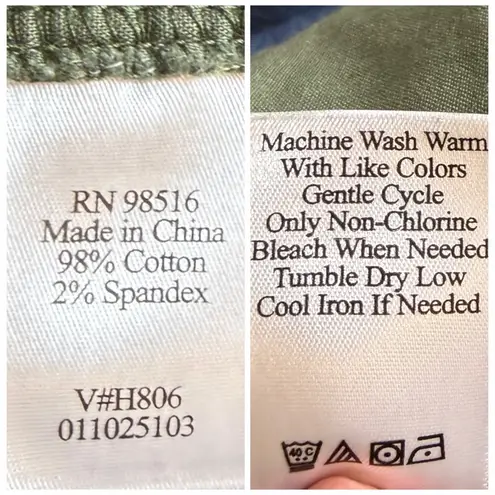 RN 98516
Made in China
98% Cotton
2% Spandex
V#H806
011025103
Machine Wash Warm
With Like Colors
Gentle Cycle
Only Non-Chlorine
Bleach When Needed
Tumble Dry Low
Cool Iron If Needed
40 C